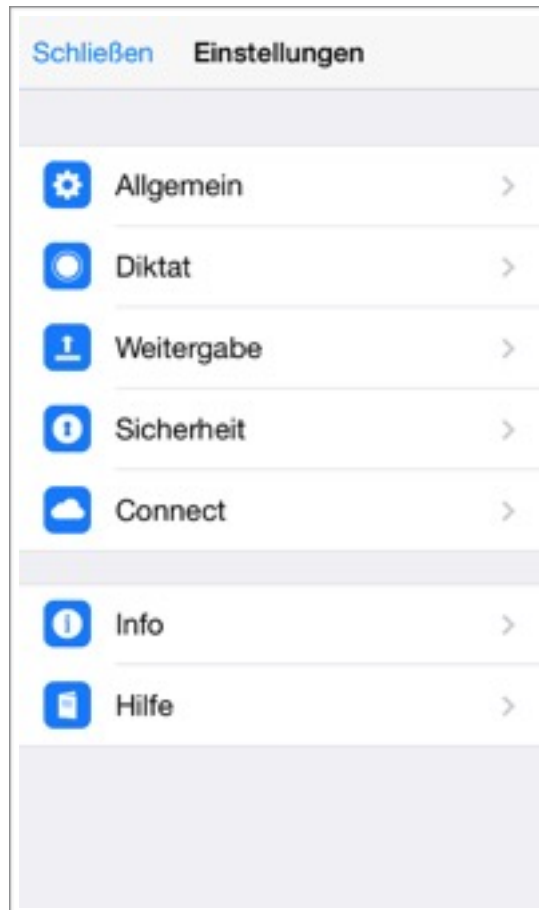 Schließen Einstellungen
Allgemein
Diktat
Weitergabe
Sicherheit
Connect
Info
Hilfe